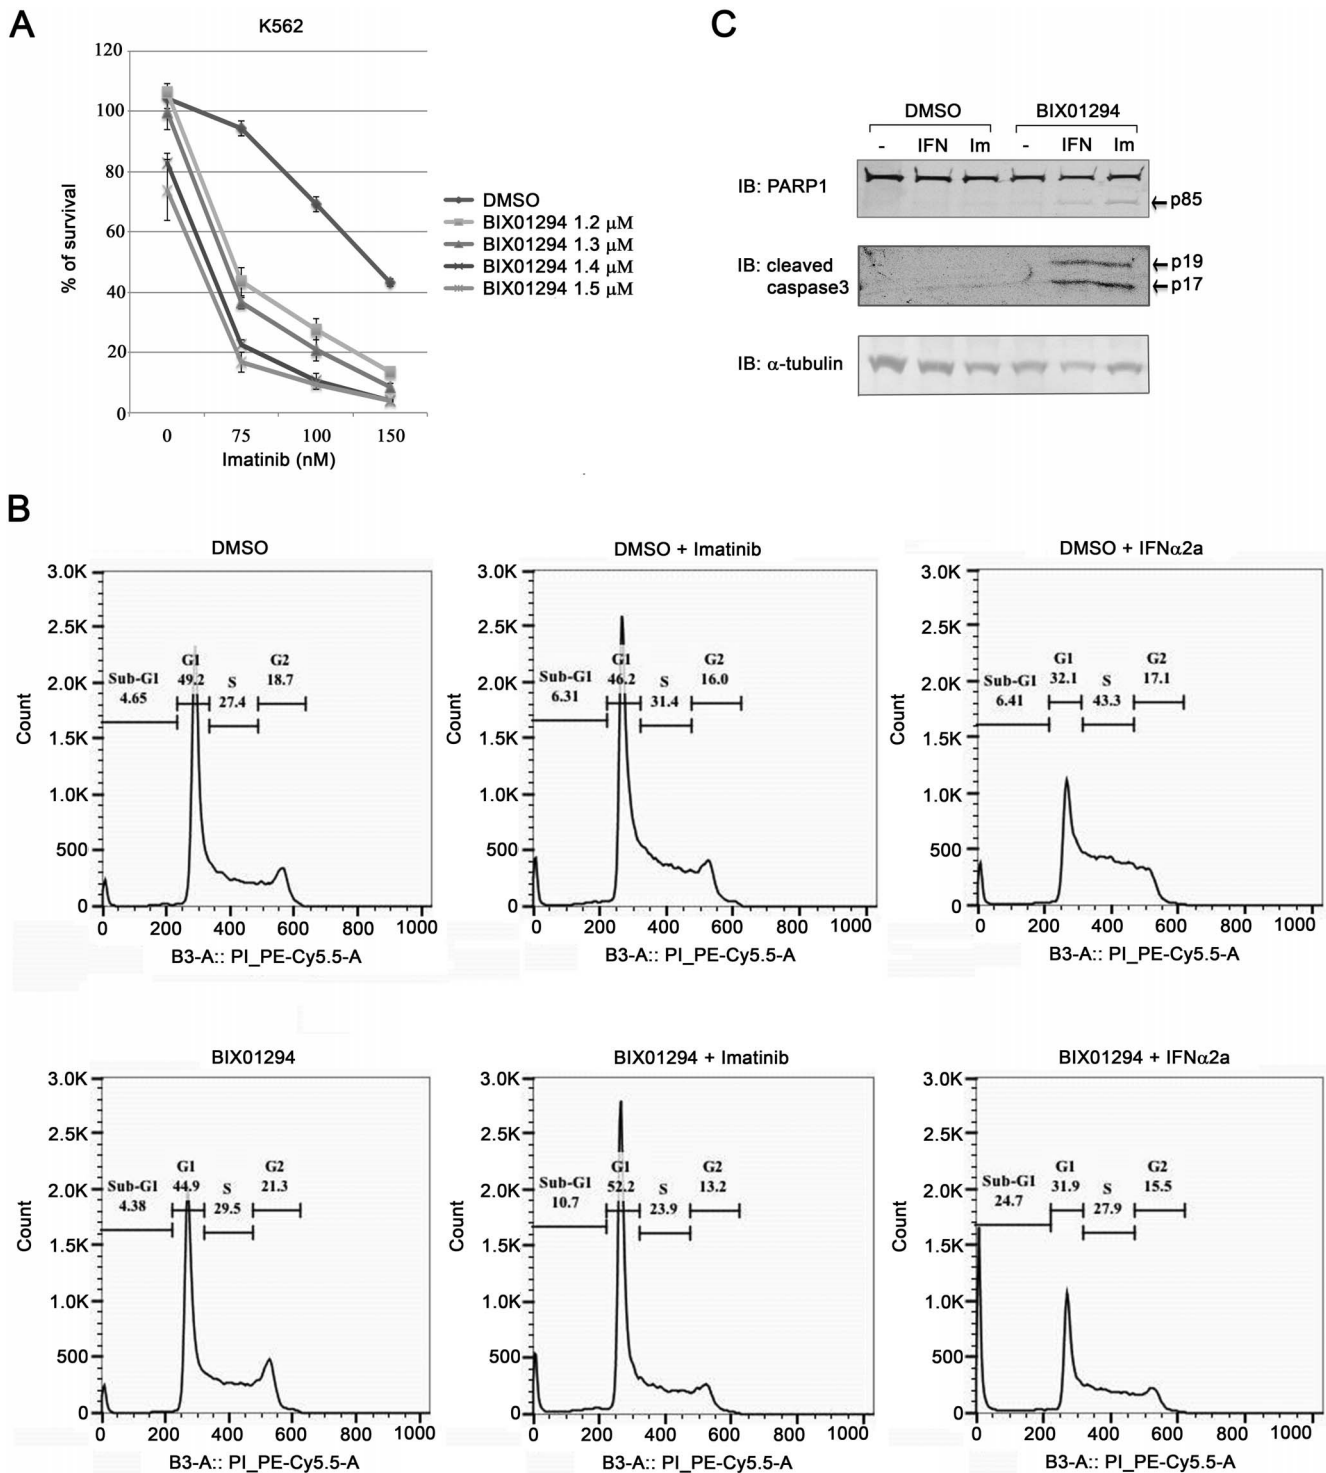 A
K562
120
100
80
60
40
20
0
% of survival
0 75 100 150
Imatinib (nM)
DMSO
BIX01294 1.2 μM
BIX01294 1.3 μM
BIX01294 1.4 μM
BIX01294 1.5 μM
C
DMSO BIX01294
- IFN Im - IFN Im
IB: PARP1
p85
IB: cleaved
caspase3
p19
p17
IB: α-tubulin
B
DMSO
3.0K
2.5K
2.0K
1.5K
1.0K
500
0
Count
Sub-G1
4.65
G1
49.2
S
27.4
G2
18.7
0 200 400 600 800 1000
B3-A:: PI_PE-Cy5.5-A
DMSO + Imatinib
3.0K
2.5K
2.0K
1.5K
1.0K
500
0
Count
Sub-G1
6.31
G1
46.2
S
31.4
G2
16.0
0 200 400 600 800 1000
B3-A:: PI_PE-Cy5.5-A
DMSO + IFNα2a
3.0K
2.5K
2.0K
1.5K
1.0K
500
0
Count
Sub-G1
6.41
G1
32.1
S
43.3
G2
17.1
0 200 400 600 800 1000
B3-A:: PI_PE-Cy5.5-A
BIX01294
3.0K
2.5K
2.0K
1.5K
1.0K
500
0
Count
Sub-G1
4.38
G1
44.9
S
29.5
G2
21.3
0 200 400 600 800 1000
B3-A:: PI_PE-Cy5.5-A
BIX01294 + Imatinib
3.0K
2.5K
2.0K
1.5K
1.0K
500
0
Count
Sub-G1
10.7
G1
52.2
S
23.9
G2
13.2
0 200 400 600 800 1000
B3-A:: PI_PE-Cy5.5-A
BIX01294 + IFNα2a
3.0K
2.5K
2.0K
1.5K
1.0K
500
0
Count
Sub-G1
24.7
G1
31.9
S
27.9
G2
15.5
0 200 400 600 800 1000
B3-A:: PI_PE-Cy5.5-A